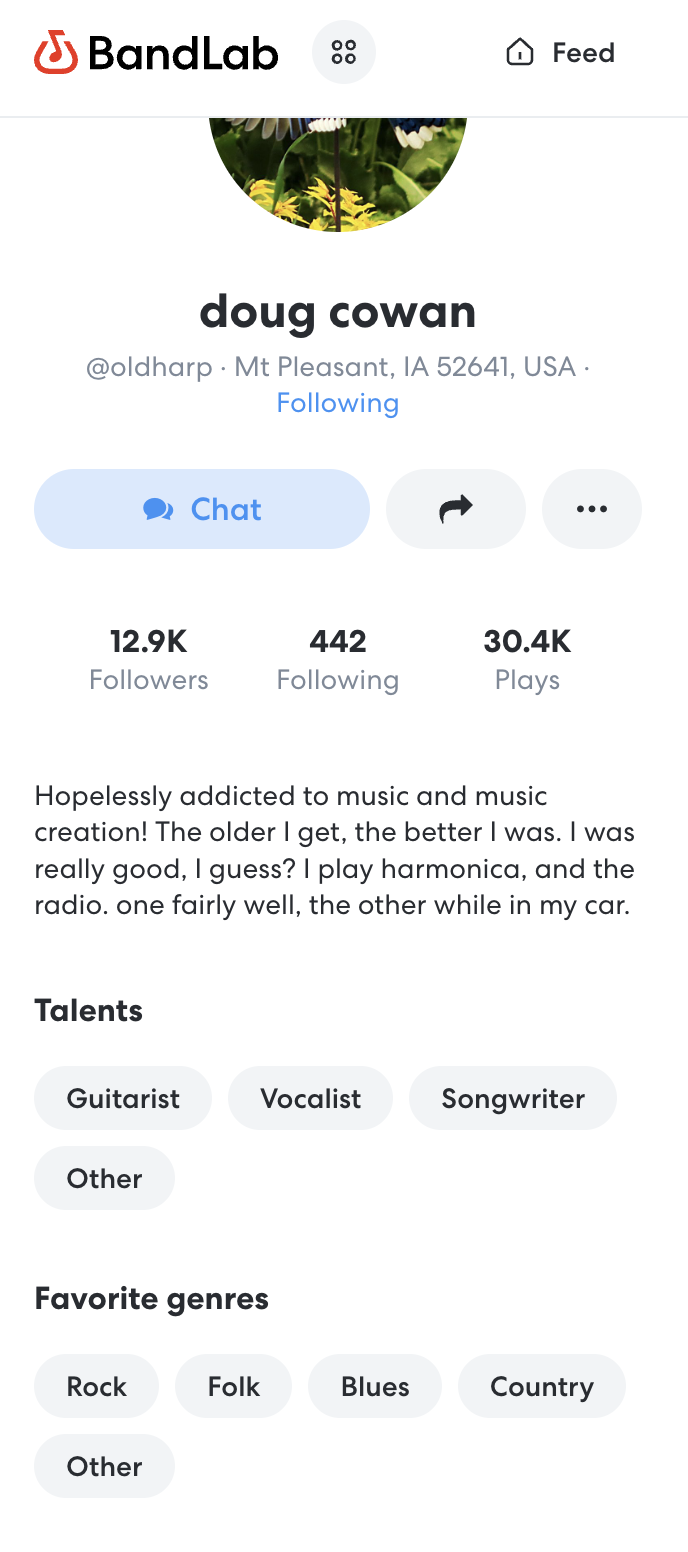 BandLab
Feed
doug cowan
@oldharp · Mt Pleasant, IA 52641, USA ·
Following
Chat
12.9K 442 30.4K
Followers Following Plays
Hopelessly addicted to music and music
creation! The older I get, the better I was. I was
really good, I guess? I play harmonica, and the
radio. one fairly well, the other while in my car.
Talents
Guitarist Vocalist Songwriter
Other
Favorite genres
Rock Folk Blues Country
Other